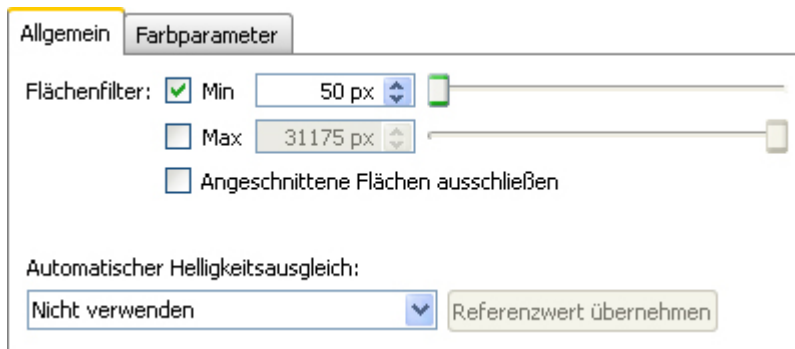 Allgemein Farbparameter
Flächenfilter: Min 50 px
Max 31175 px
Angeschnittene Flächen ausschließen
Automatischer Helligkeitsausgleich:
Nicht verwenden Referenzwert übernehmen